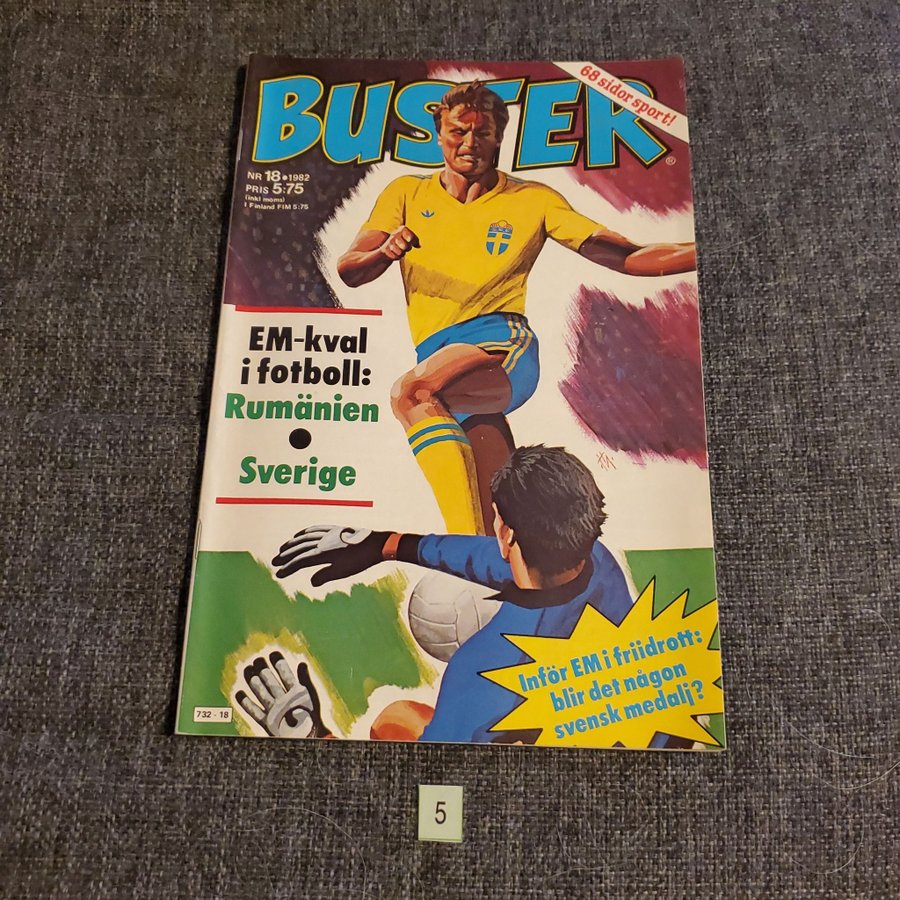 BUSTER
68 sidor sport!
®
NR 18•1982
PRIS 5:75
(inkl moms)
I Finland FIM 5:75
EM-kval
i fotboll:
Rumänien
•
Sverige
Inför EM i friidrott:
blir det någon
svensk medalj?
732-18
5